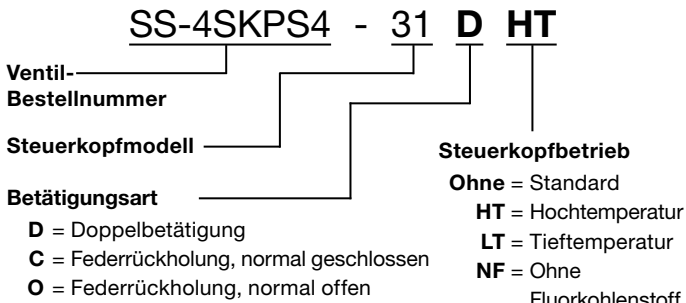 SS-4SKPS4 - 31 D HT
Ventil-
Bestellnummer
Steuerkopfmodell
Betätigungsart
D = Doppelbetätigung
C = Federrückholung, normal geschlossen
O = Federrückholung, normal offen
Steuerkopfbetrieb
Ohne = Standard
HT = Hochtemperatur
LT = Tieftemperatur
NF = Ohne
Fluorkohlenstoff